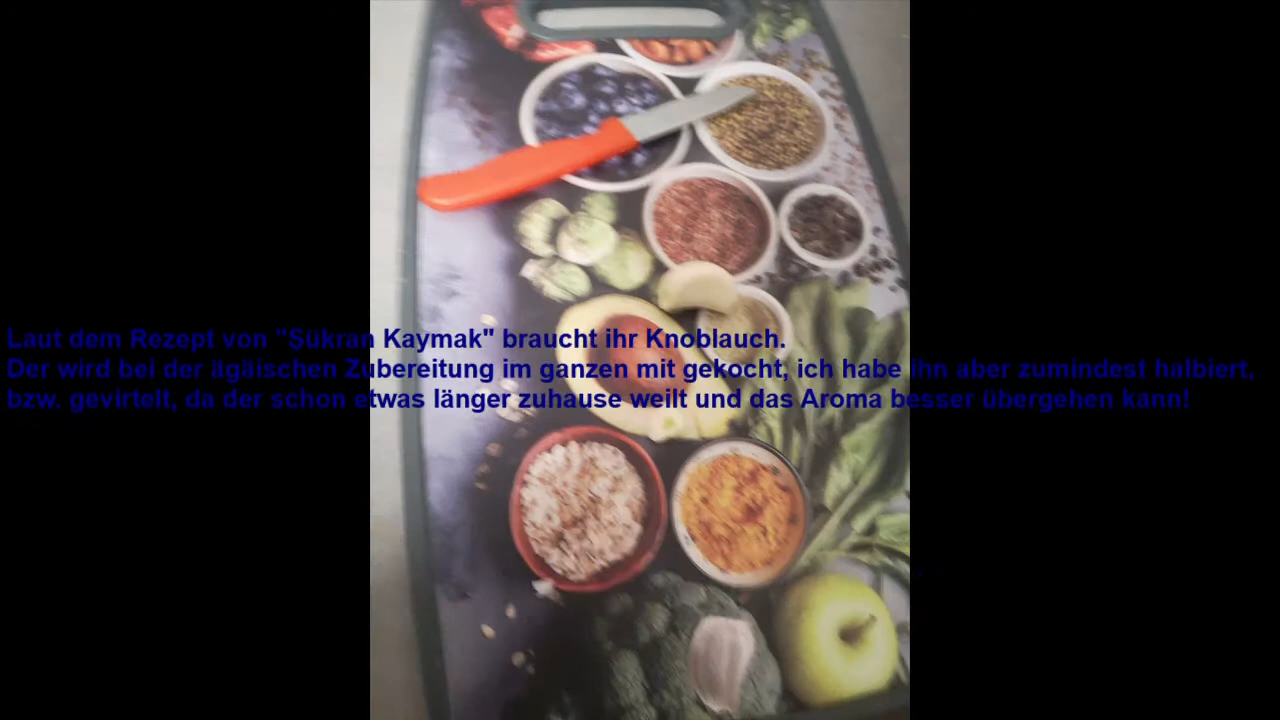 Laut dem Rezept von "Sükran Kaymak" braucht ihr Knoblauch.
Der wird bei der ägäischen Zubereitung im ganzen mit gekocht, ich habe ihn aber zumindest halbiert,
bzw. gevirtelt, da der schon etwas länger zuhause weilt und das Aroma besser übergehen kann!